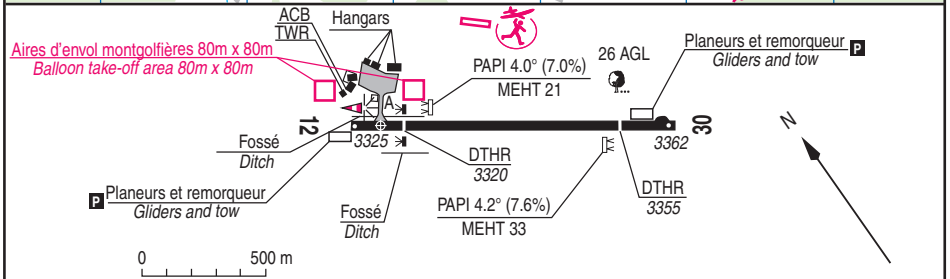 ACB
TWR
Hangars
Aires d'envol montgolfières 80m x 80m
Balloon take-off area 80m x 80m
PAPI 4.0° (7.0%)
MEHT 21
26 AGL
Planeurs et remorqueur P
Gliders and tow
A
12
30
N
3325
3362
Fossé
Ditch
DTHR
3320
DTHR
3355
P Planeurs et remorqueur
Gliders and tow
Fossé
Ditch
PAPI 4.2° (7.6%)
MEHT 33
0 500 m